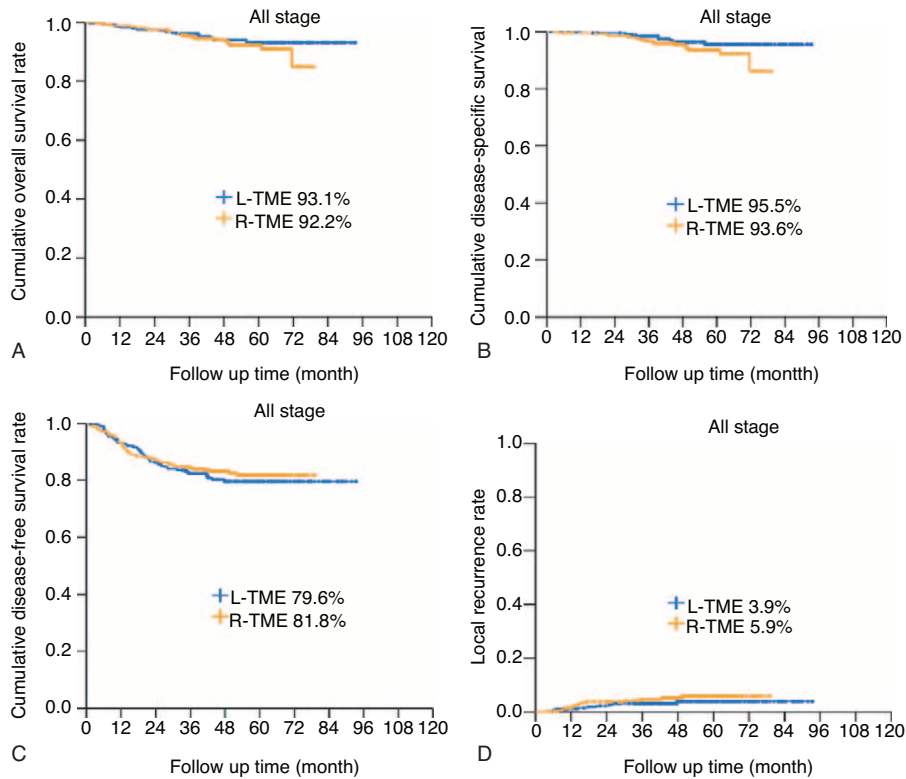 All stage
1.0
0.8
0.6
0.4
0.2
0.0
Cumulative overall survival rate
L-TME 93.1%
R-TME 92.2%
0 12 24 36 48 60 72 84 96 108 120
Follow up time (month)
A
All stage
1.0
0.8
0.6
0.4
0.2
0.0
Cumulative disease-specific survival
L-TME 95.5%
R-TME 93.6%
0 12 24 36 48 60 72 84 96 108 120
Follow up time (montth)
B
All stage
1.0
0.8
0.6
0.4
0.2
0.0
Cumulative disease-free survival rate
L-TME 79.6%
R-TME 81.8%
0 12 24 36 48 60 72 84 96 108 120
Follow up time (month)
C
All stage
1.0
0.8
0.6
0.4
0.2
0.0
Local recurrence rate
L-TME 3.9%
R-TME 5.9%
0 12 24 36 48 60 72 84 96 108 120
Follow up time (month)
D